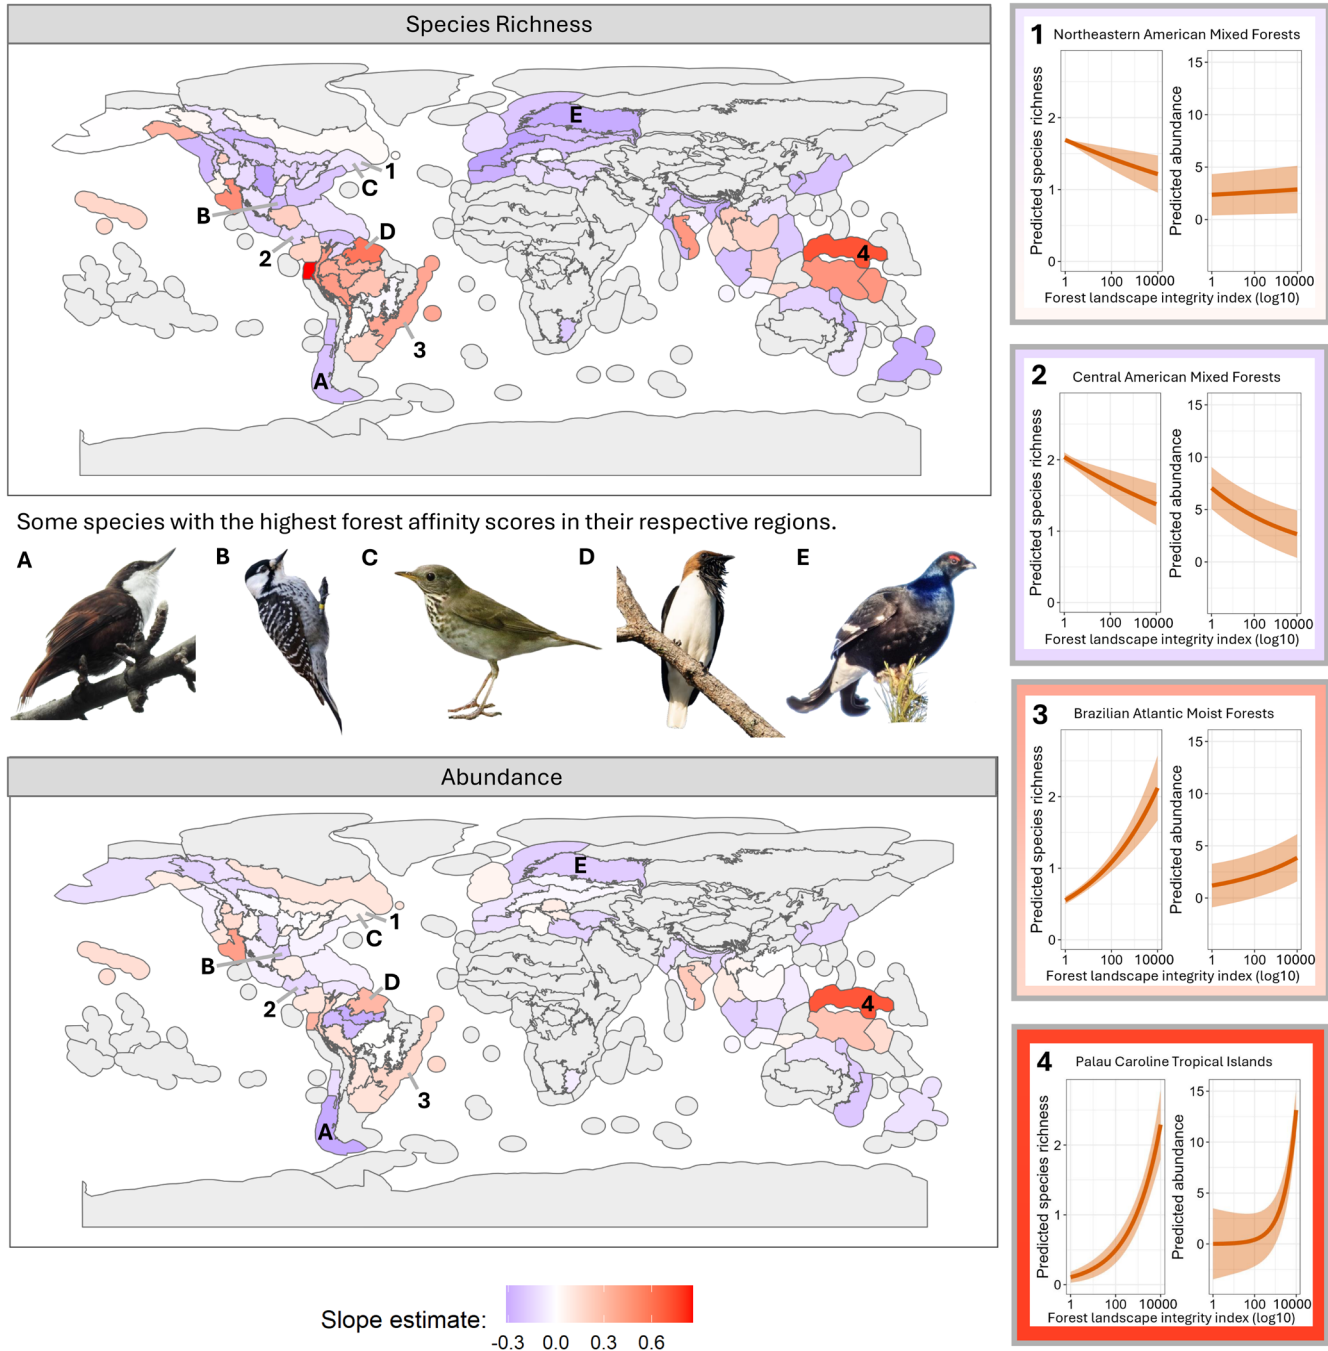 Species Richness
1
C
B
2
D
3
A
E
4
Some species with the highest forest affinity scores in their respective regions.
A
B
C
D
E
Abundance
1
C
B
2
D
3
A
E
4
Slope estimate:
-0.3 0.0 0.3 0.6
1 Northeastern American Mixed Forests
Predicted species richness
2
1
0
1 100 10000
Predicted abundance
15
10
5
0
1 100 10000
Forest landscape integrity index (log10)
2 Central American Mixed Forests
Predicted species richness
2
1
0
1 100 10000
Predicted abundance
15
10
5
0
1 100 10000
Forest landscape integrity index (log10)
3 Brazilian Atlantic Moist Forests
Predicted species richness
2
1
0
1 100 10000
Predicted abundance
15
10
5
0
1 100 10000
Forest landscape integrity index (log10)
4 Palau Caroline Tropical Islands
Predicted species richness
2
1
0
1 100 10000
Predicted abundance
15
10
5
0
1 100 10000
Forest landscape integrity index (log10)